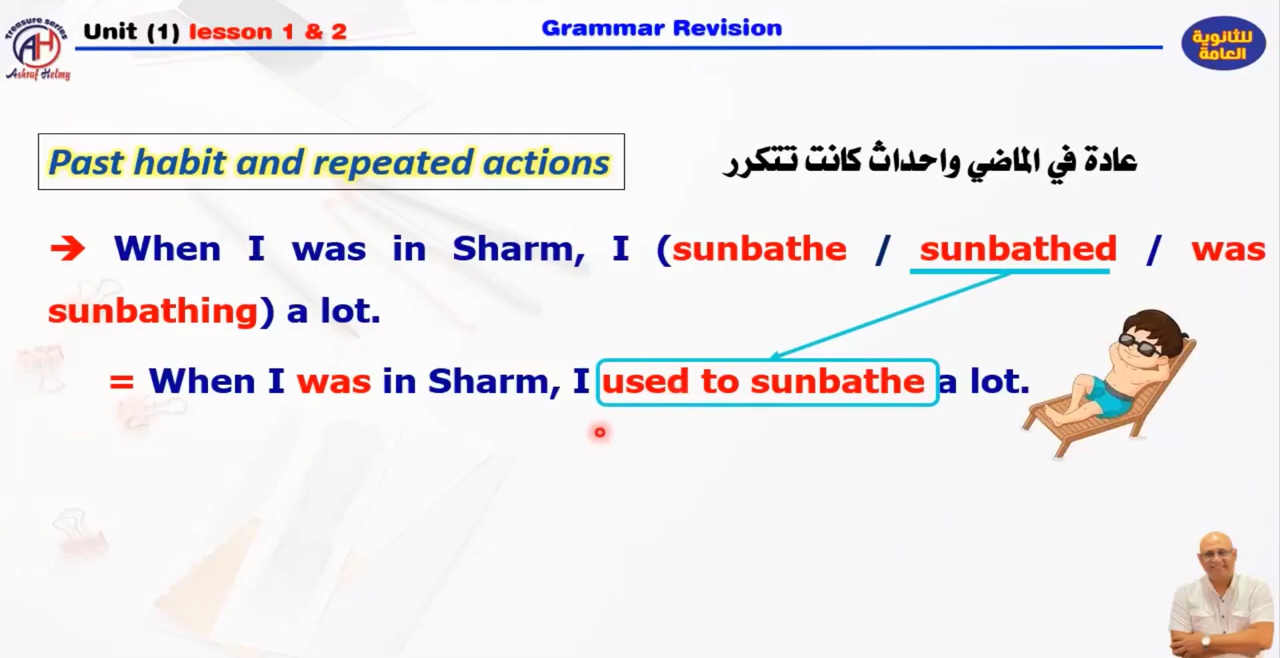 Treasure series
AH
Ashraf Helmy
Unit (1) lesson 1 & 2
Grammar Revision
للثانوية
العامة
Past habit and repeated actions
عادة في الماضي واحداث كانت تتكرر
➔ When I was in Sharm, I (sunbathe / sunbathed / was
sunbathing) a lot.
= When I was in Sharm, I used to sunbathe a lot.